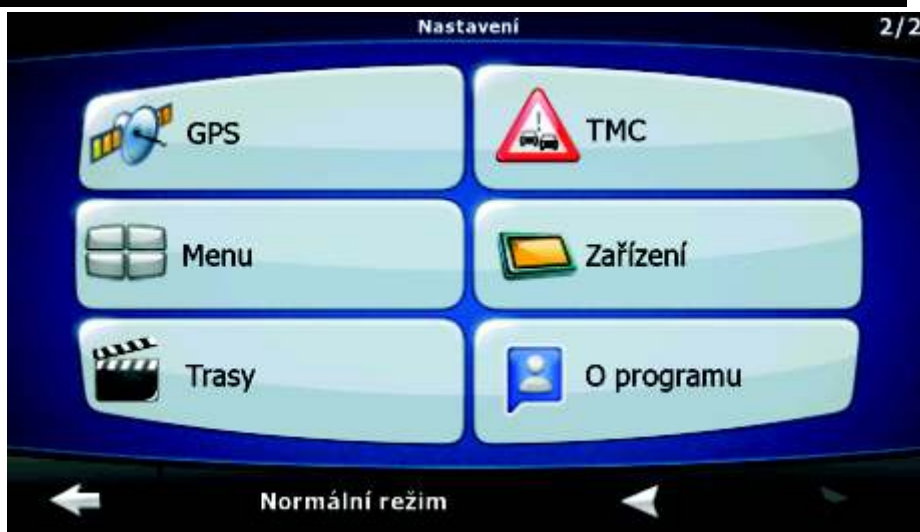 Nastavení
2/2
GPS
TMC
Menu
Zařízení
Trasy
O programu
Normální režim